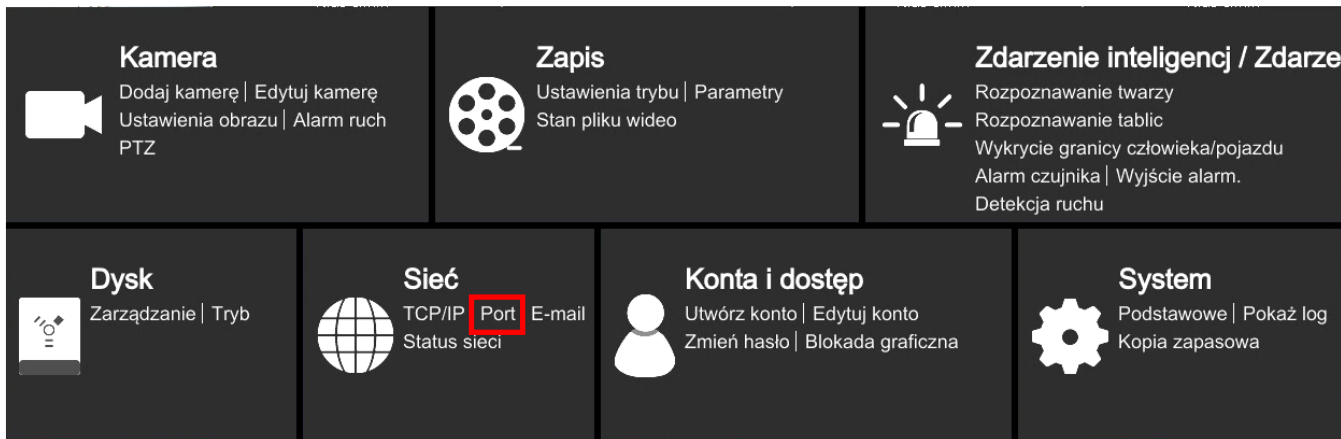 Kamera
Dodaj kamerę | Edytuj kamerę
Ustawienia obrazu | Alarm ruch
PTZ
Zapis
Ustawienia trybu | Parametry
Stan pliku wideo
Zdarzenie inteligencj / Zdarze
Rozpoznawanie twarzy
Rozpoznawanie tablic
Wykrycie granicy człowieka/pojazdu
Alarm czujnika | Wyjście alarm.
Detekcja ruchu
Dysk
Zarządzanie | Tryb
Sieć
TCP/IP Port E-mail
Status sieci
Konta i dostęp
Utwórz konto | Edytuj konto
Zmień hasło | Blokada graficzna
System
Podstawowe | Pokaż log
Kopia zapasowa